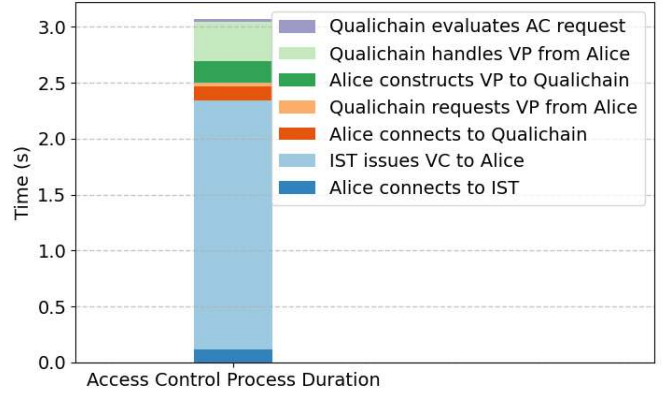 3.0
2.5
2.0
1.5
1.0
0.5
0.0
Time (s)
Qualichain evaluates AC request
Qualichain handles VP from Alice
Alice constructs VP to Qualichain
Qualichain requests VP from Alice
Alice connects to Qualichain
IST issues VC to Alice
Alice connects to IST
Access Control Process Duration